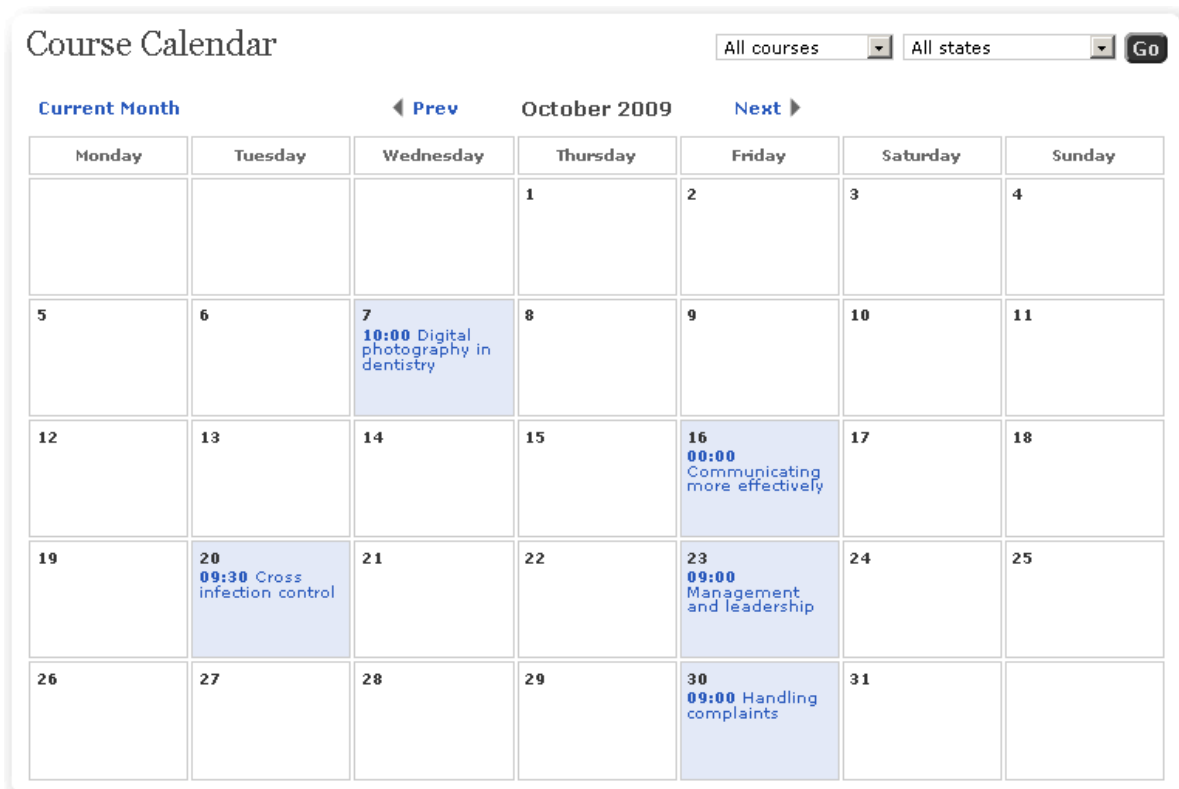 Course Calendar
All courses
All states
Go
Current Month
Prev
October 2009
Next
Monday
Tuesday
Wednesday
Thursday
Friday
Saturday
Sunday
1
2
3
4
5
6
7
10:00 Digital
photography in
dentistry
8
9
10
11
12
13
14
15
16
00:00
Communicating
more effectively
17
18
19
20
09:30 Cross
infection control
21
22
23
09:00
Management
and leadership
24
25
26
27
28
29
30
09:00 Handling
complaints
31